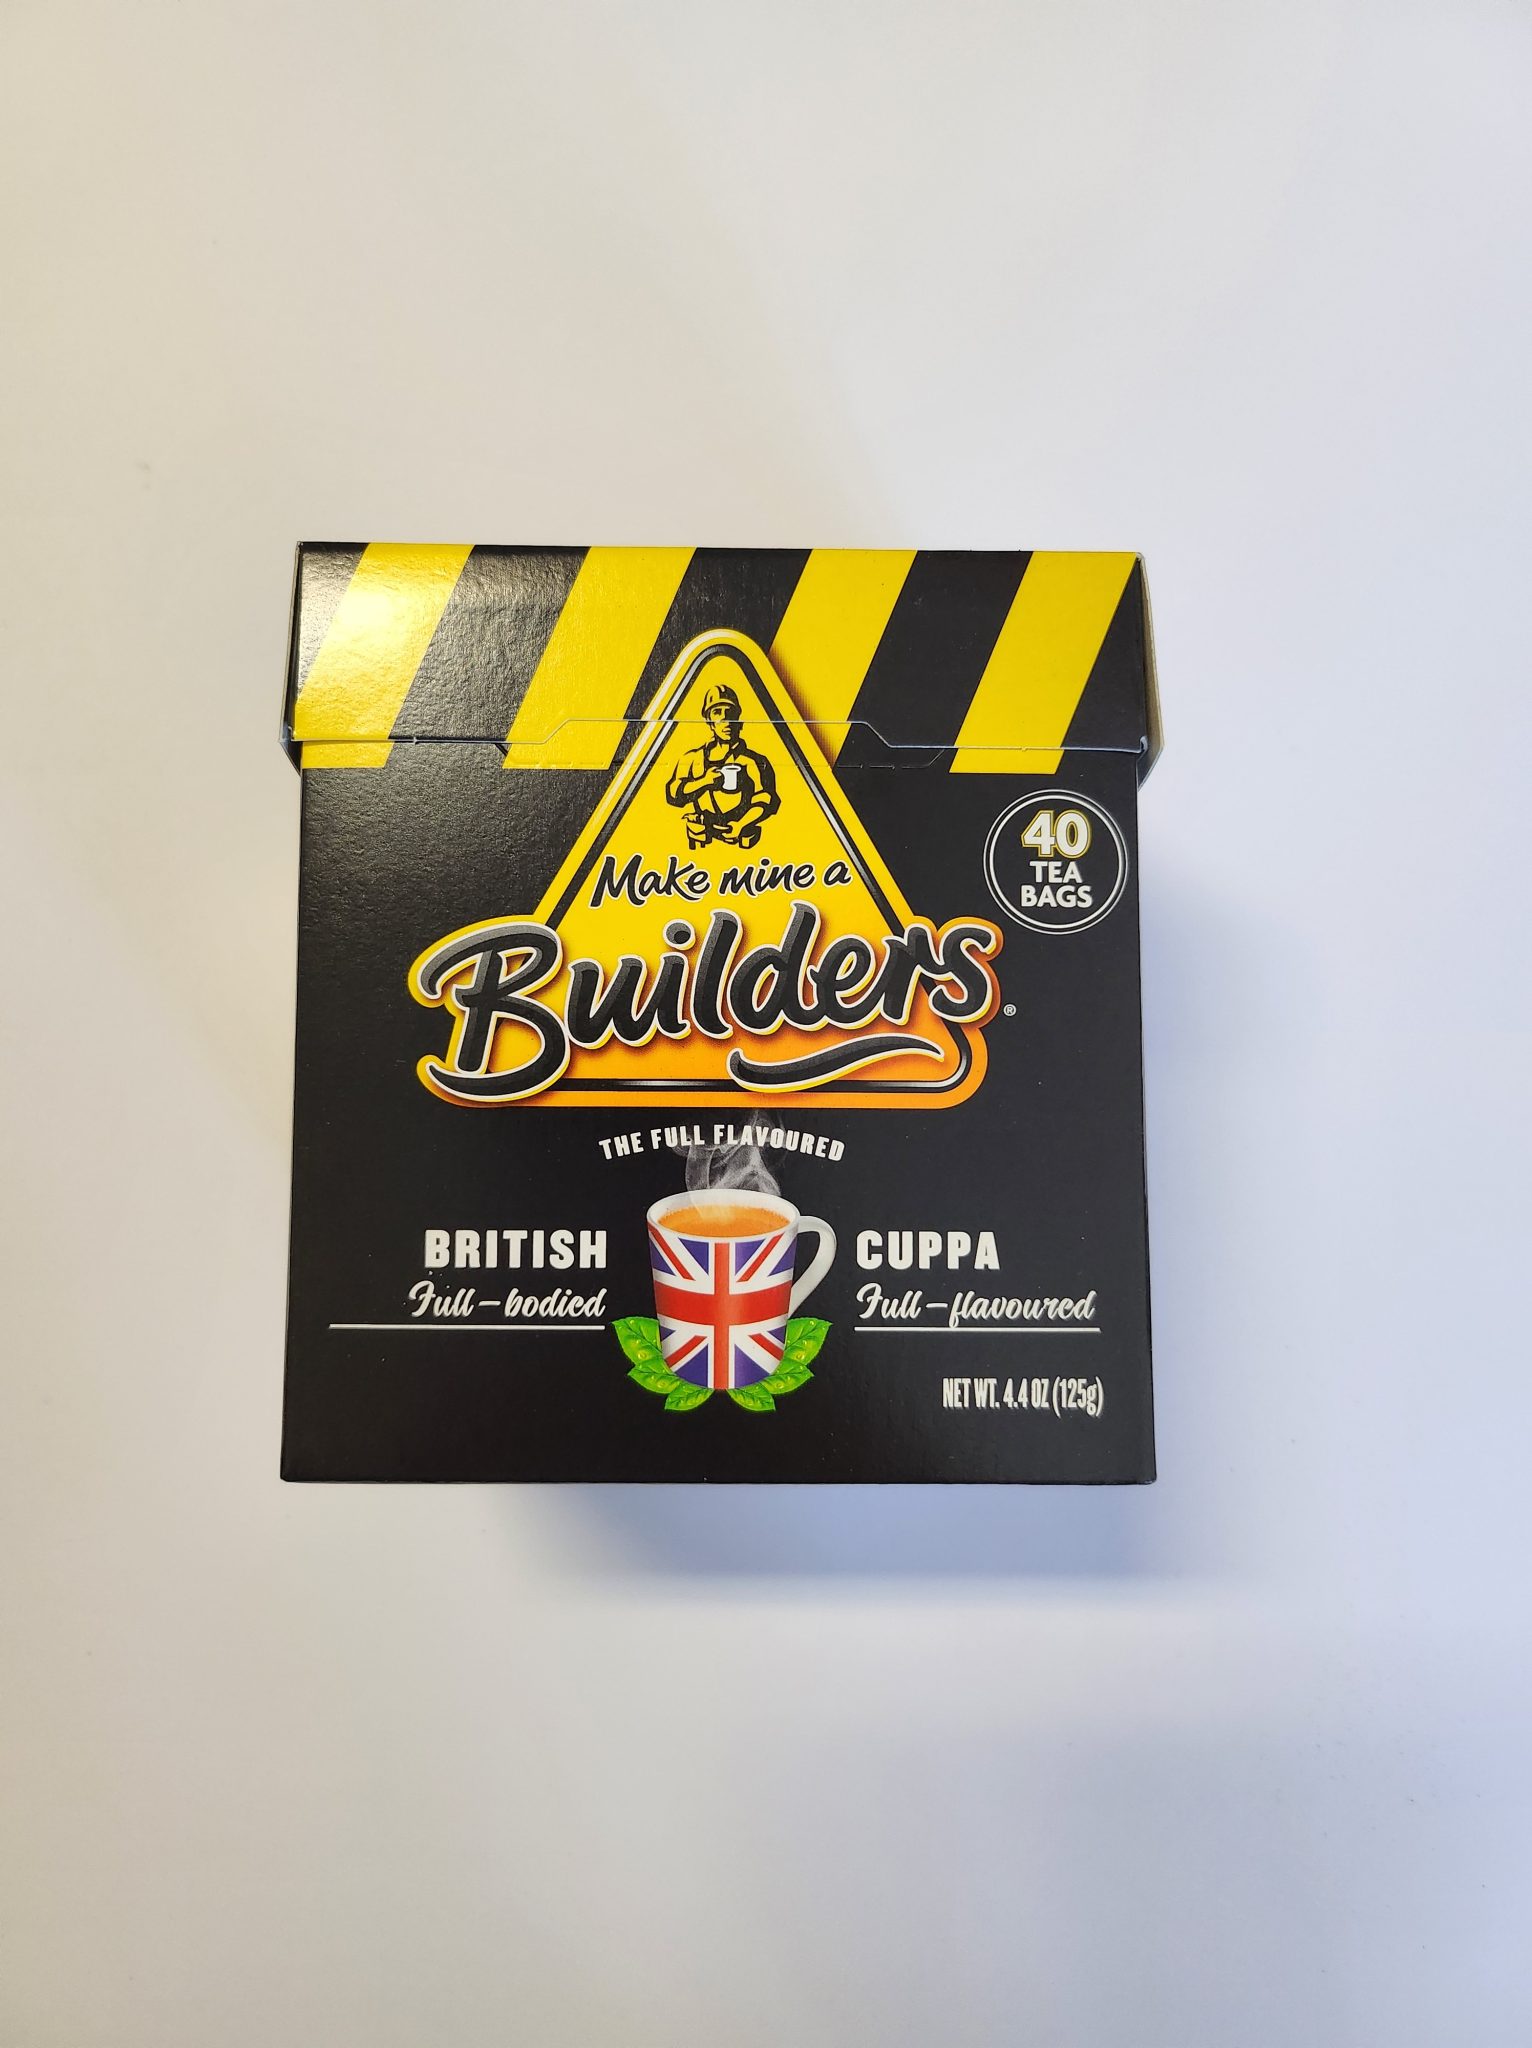 40
TEA
BAGS
Make mine a
Builders®
THE FULL FLAVOURED
BRITISH CUPPA
Full-bodied Full-flavoured
NET WT. 4.4 OZ (125g)